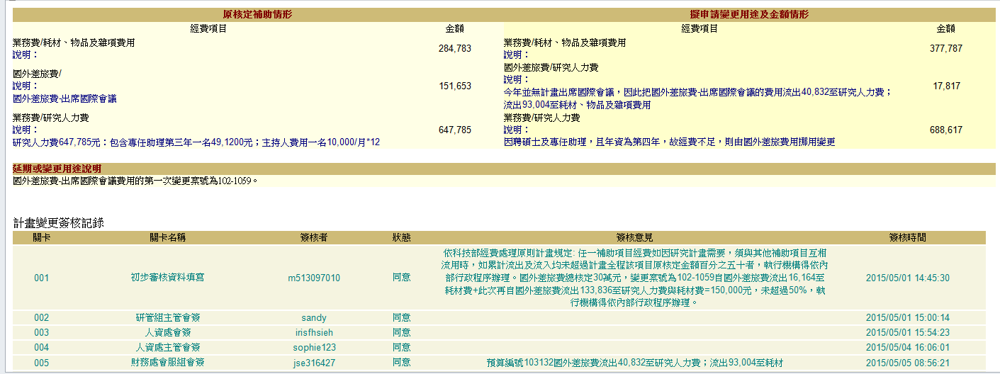 原核定補助情形 擬申請變更用途及金額情形
經費項目 金額 經費項目 金額
業務費/耗材、物品及雜項費用
說明：
284,783
業務費/耗材、物品及雜項費用
說明：
377,787
國外差旅費/
說明：
國外差旅費-出席國際會議
151,653
國外差旅費/研究人力費
說明：
今年並無計畫出席國際會議，因此把國外差旅費-出席國際會議的費用流出40,832至研究人力費；
流出93,004至耗材、物品及雜項費用
17,817
業務費/研究人力費
說明：
研究人力費647,785元：包含專任助理第三年一名49,1200元；主持人費用一名10,000/月*12
647,785
業務費/研究人力費
說明：
因聘碩士及專任助理，且年資為第四年，故經費不足，則由國外差旅費用挪用變更
688,617
延期或變更用途說明
國外差旅費-出席國際會議費用的第一次變更案號為102-1059。
計畫變更簽核記錄
關卡 關卡名稱 簽核者 狀態 簽核意見 簽核時間
001 初步審核資料填寫 m513097010 同意
依科技部經費處理原則計畫規定: 任一補助項目經費如因研究計畫需要，須與其他補助項目互相
流用時，如累計流出及流入均未超過計畫全程該項目原核定金額百分之五十者，執行機構得依內
部行政程序辦理。國外差旅費總核定30萬元，變更案號為102-1059自國外差旅費流出16,164至
耗材費+此次再自國外差旅費流出133,836至研究人力費與耗材費=150,000元，未超過50%，執
行機構得依內部行政程序辦理。
2015/05/01 14:45:30
002 研管組主管會簽 sandy 同意 2015/05/01 15:00:14
003 人資處會簽 irisfhsieh 同意 2015/05/01 15:54:23
004 人資處主管會簽 sophie123 同意 2015/05/04 16:06:01
005 財務處會服組會簽 jse316427 同意 預算編號103132國外差旅費流出40,832至研究人力費；流出93,004至耗材 2015/05/05 08:56:21